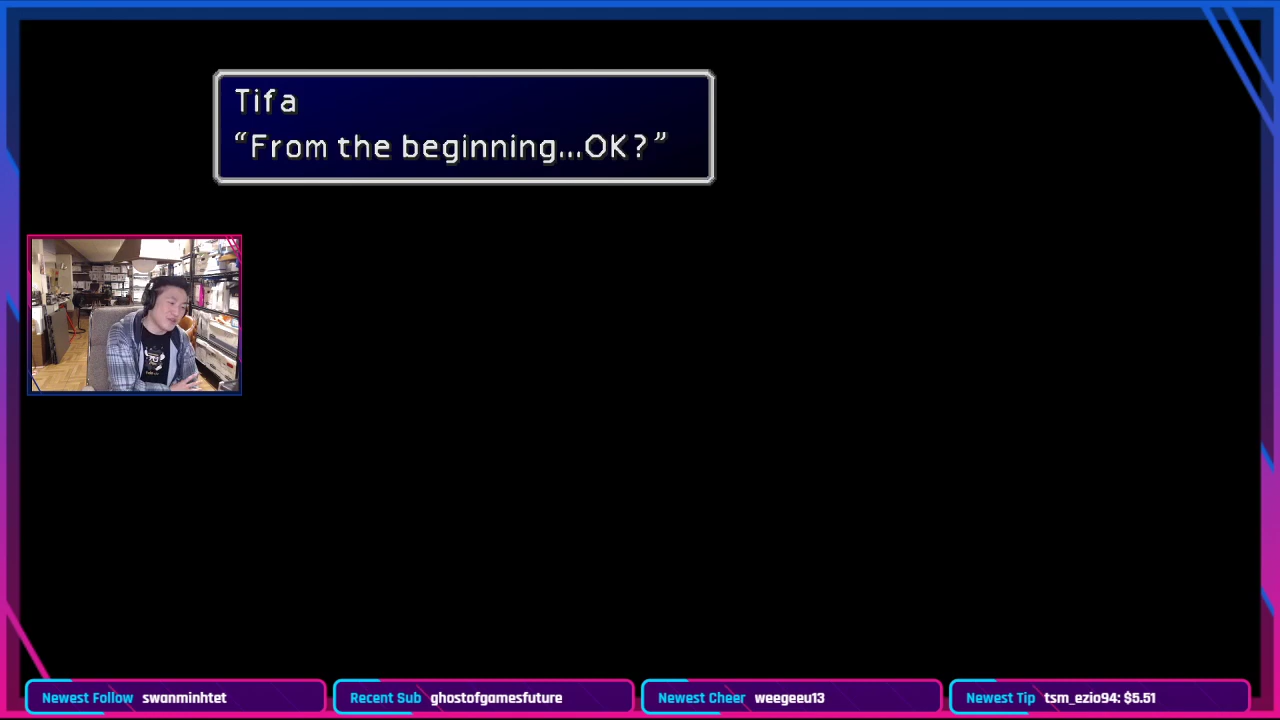 Tifa
“From the beginning...OK?”
Newest Follow swanminhtet
Recent Sub ghostofgamesfuture
Newest Cheer weegeeu13
Newest Tip tsm_ezio94: $5.51